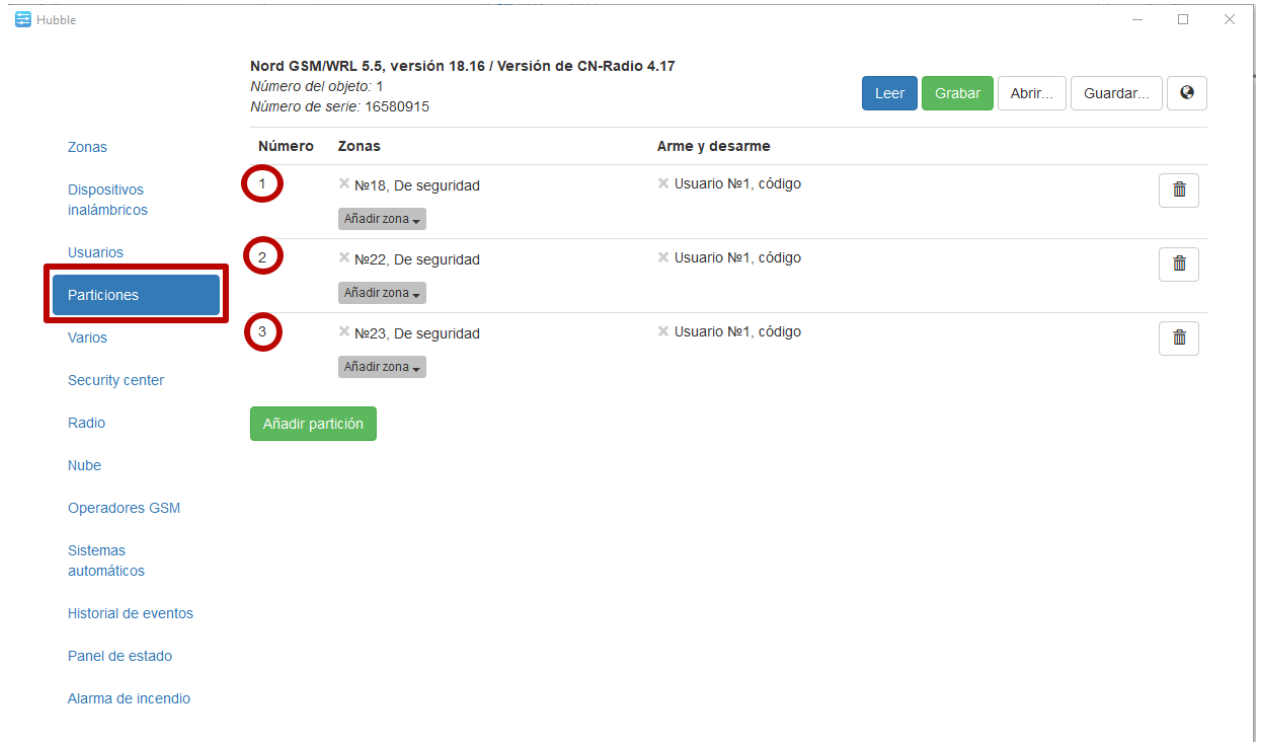 Hubble
Nord GSM/WRL 5.5, versión 18.16 / Versión de CN-Radio 4.17
Número del objeto: 1
Número de serie: 16580915
Leer
Grabar
Abrir...
Guardar...
Zonas
Dispositivos
inalámbricos
Usuarios
Particiones
Varios
Security center
Radio
Nube
Operadores GSM
Sistemas
automáticos
Historial de eventos
Panel de estado
Alarma de incendio
Número Zonas Arme y desarme
1 №18, De seguridad Usuario №1, código
Añadir zona
2 №22, De seguridad Usuario №1, código
Añadir zona
3 №23, De seguridad Usuario №1, código
Añadir zona
Añadir partición